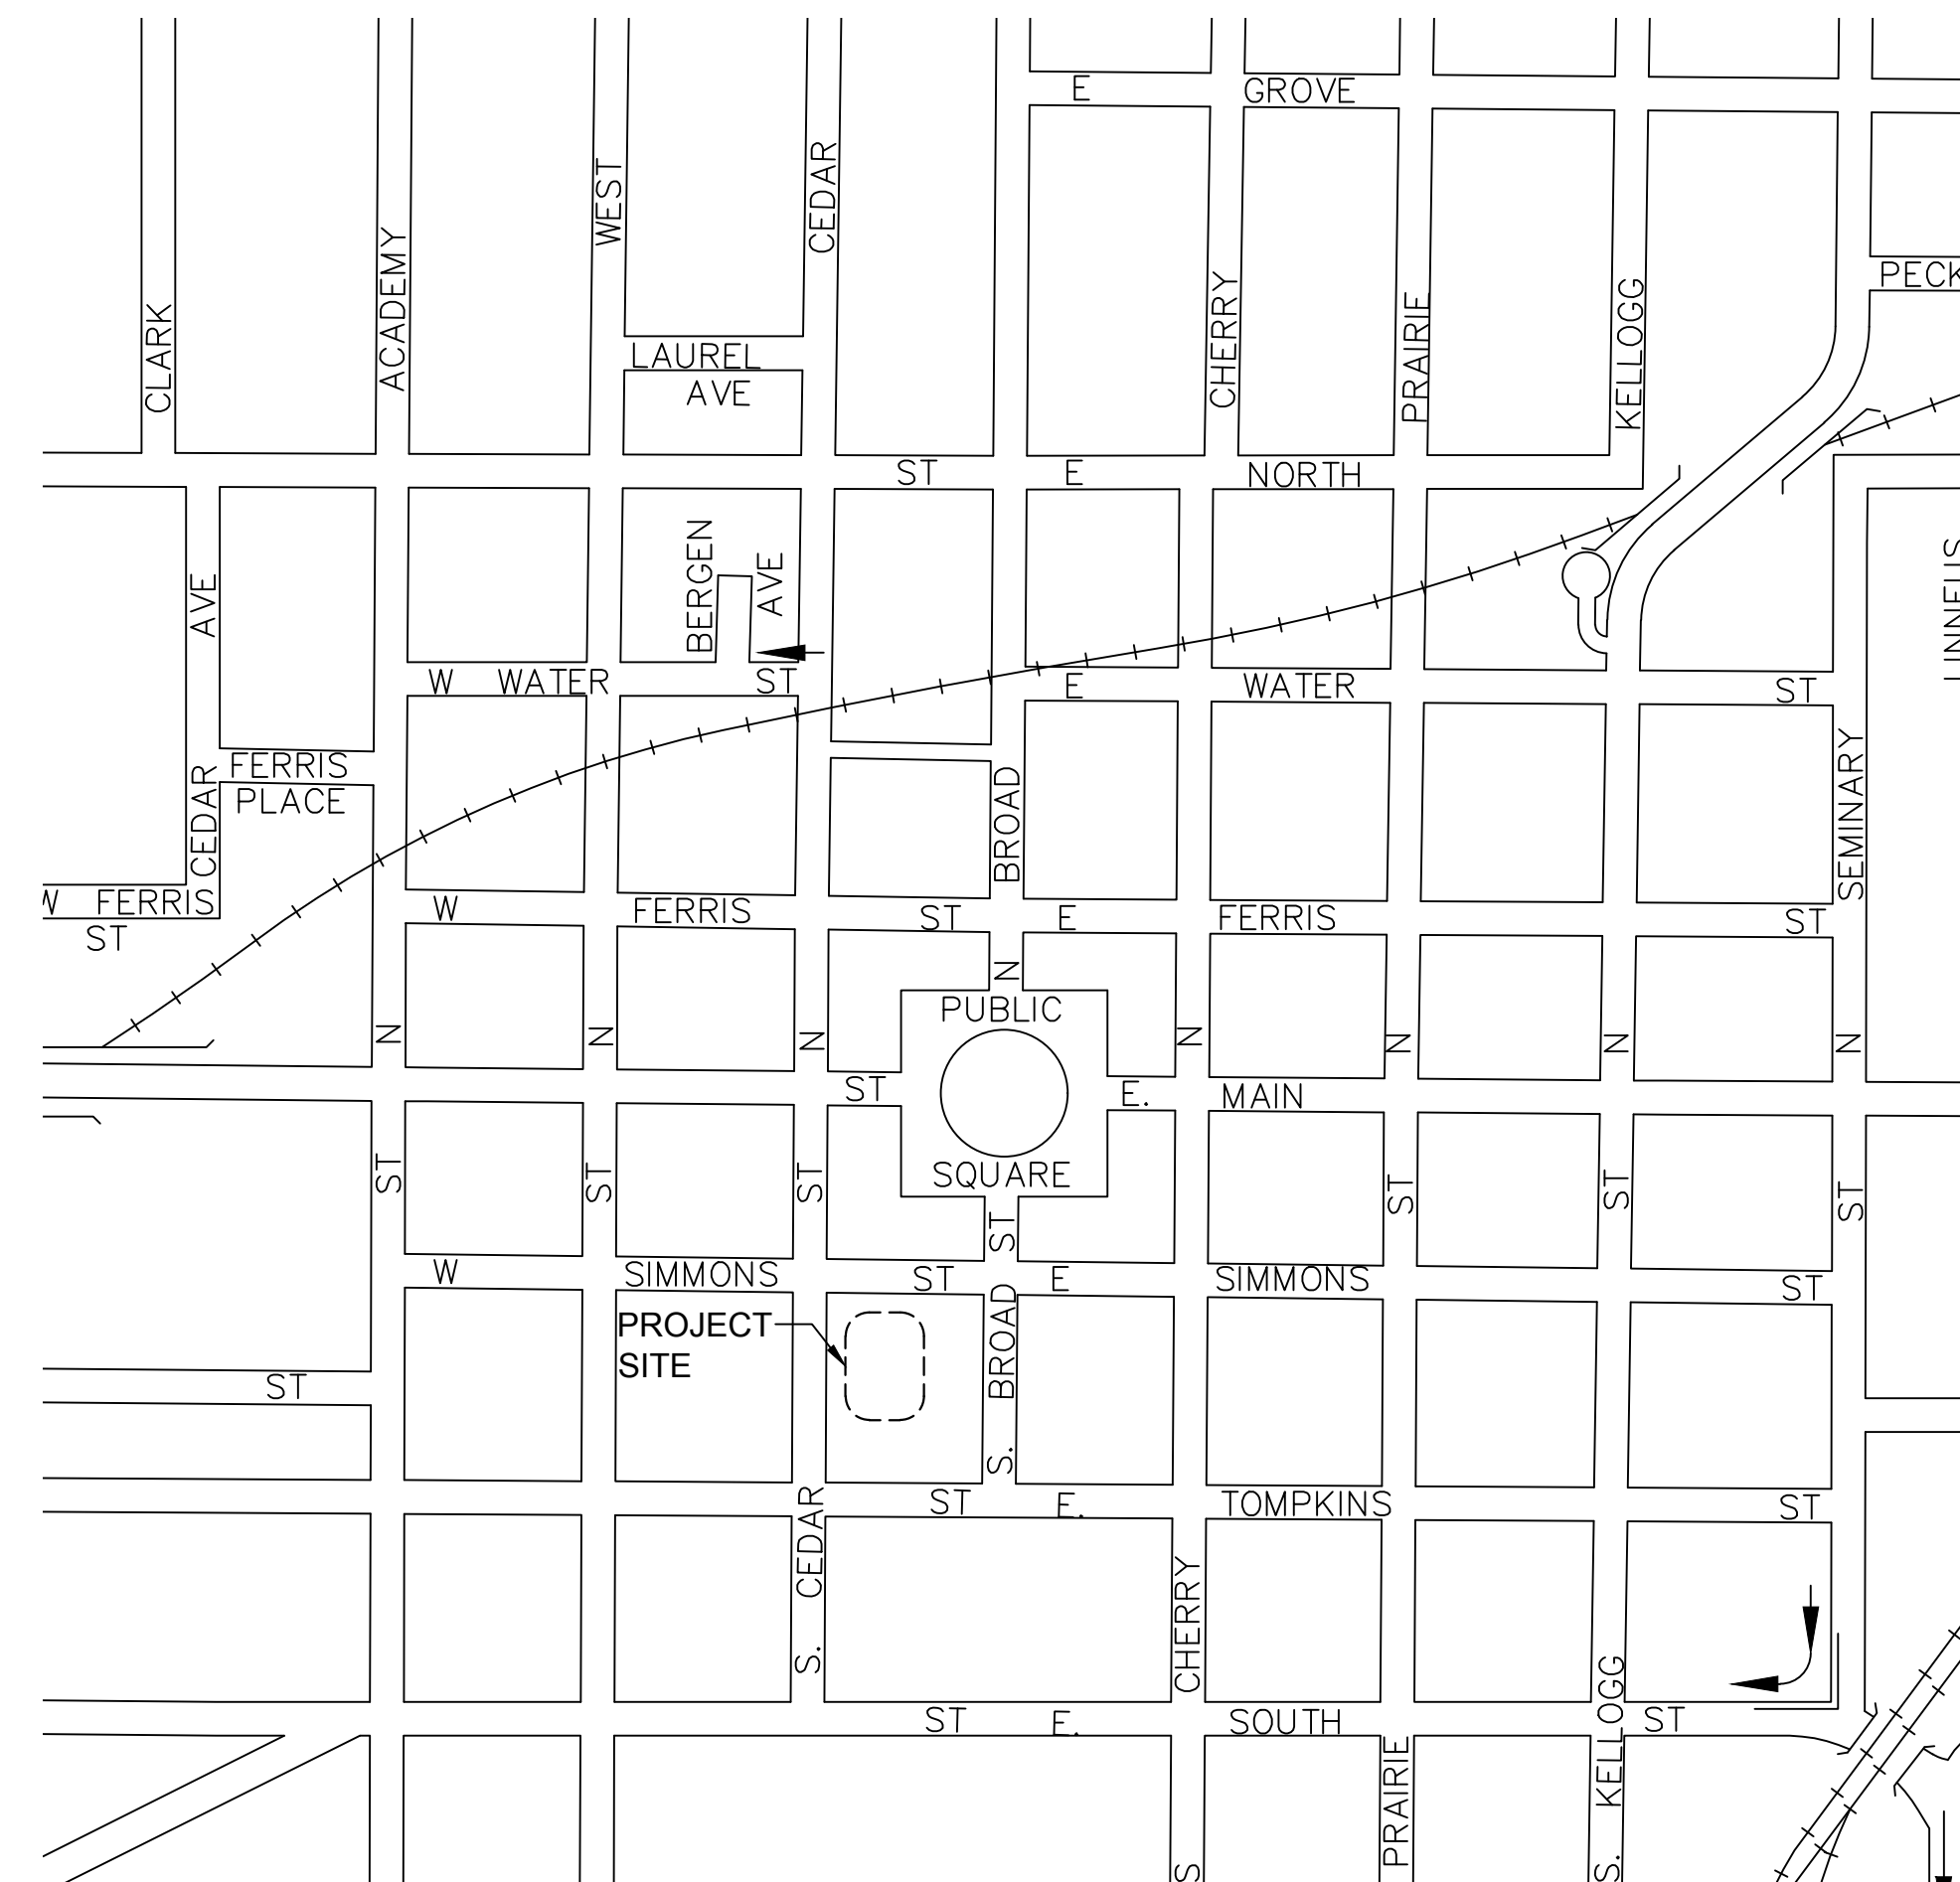 E GROVE
WEST
CEDAR
ACADEMY
CLARK
CHERRY
PRAIRIE
KELLOGG
PECK
LAUREL
AVE
ST E NORTH
BERGEN
AVE
AVE
W WATER ST E WATER ST
FERRIS
PLACE
CEDAR
BROAD
SEMINARY
W FERRIS
ST
W FERRIS ST E FERRIS ST
N
PUBLIC
N
N
N
N
N
N
N
ST E. MAIN
SQUARE
ST
ST
ST
ST
ST
ST
ST
W SIMMONS ST E SIMMONS ST
PROJECT
SITE
S. BROAD
ST
ST E. TOMPKINS ST
S. CEDAR
CHERRY
S. KELLOGG
ST E. SOUTH ST
PRAIRIE
S